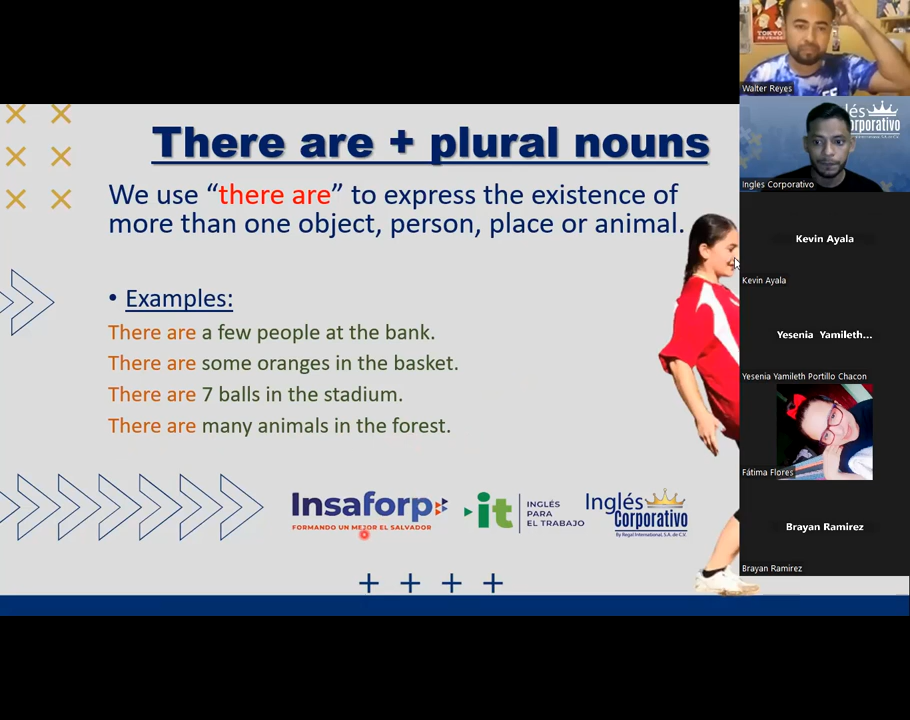 There are + plural nouns
We use “there are” to express the existence of
more than one object, person, place or animal.
• Examples:
There are a few people at the bank.
There are some oranges in the basket.
There are 7 balls in the stadium.
There are many animals in the forest.
Insaforp
FORMANDO UN MEJOR EL SALVADOR
it
INGLÉS
PARA
EL TRABAJO
Inglés
Corporativo
By Regal International, S.A. de C.V.
TOKYO
REVENGE
Walter Reyes
lés
orporativo
Ingles Corporativo
Kevin Ayala
Kevin Ayala
Yesenia Yamileth...
Yesenia Yamileth Portillo Chacon
Fátima Flores
Brayan Ramirez
Brayan Ramirez